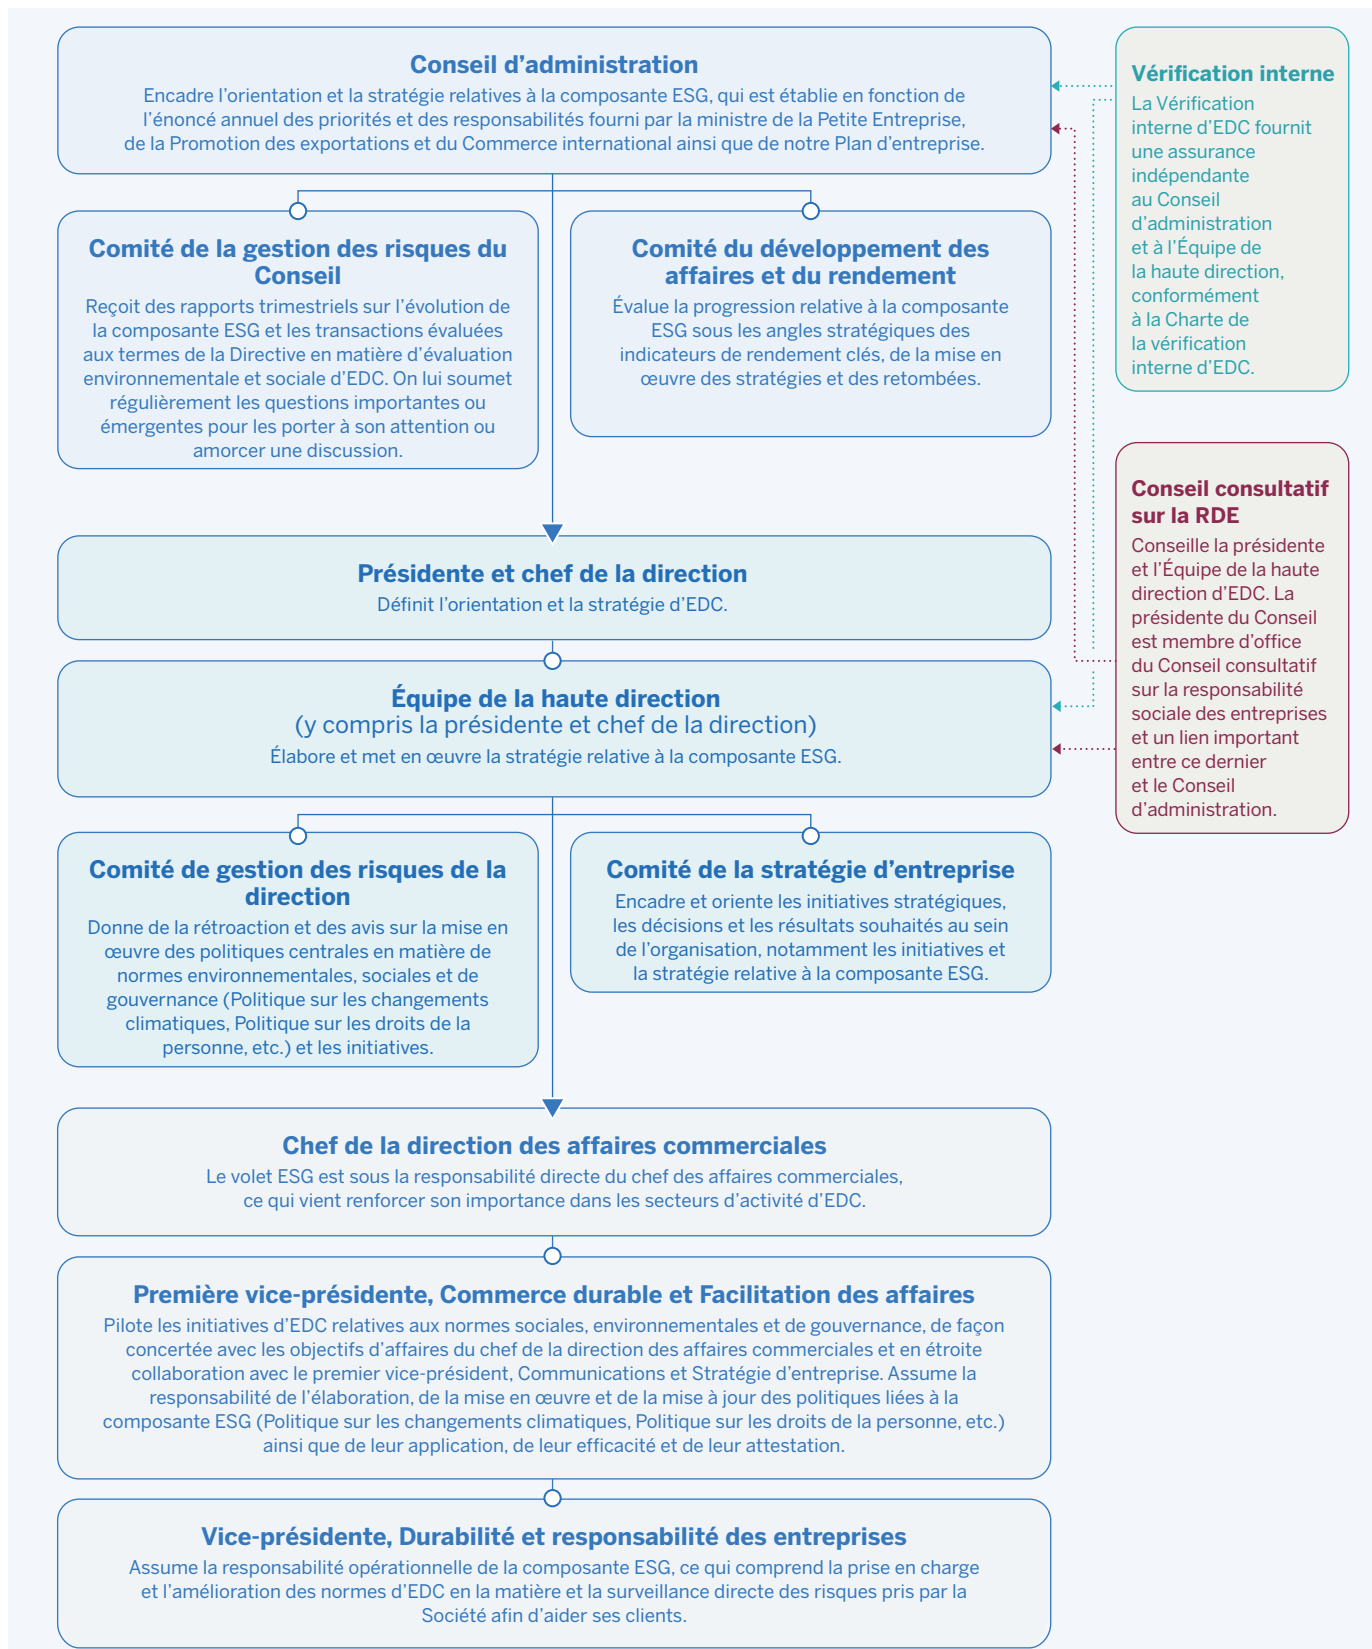 Conseil d’administration
Encadre l’orientation et la stratégie relatives à la composante ESG, qui est établie en fonction de
l’énoncé annuel des priorités et des responsabilités fourni par la ministre de la Petite Entreprise,
de la Promotion des exportations et du Commerce international ainsi que de notre Plan d’entreprise.
Comité de la gestion des risques du
Conseil
Reçoit des rapports trimestriels sur l’évolution de
la composante ESG et les transactions évaluées
aux termes de la Directive en matière d’évaluation
environnementale et sociale d’EDC. On lui soumet
régulièrement les questions importantes ou
émergentes pour les porter à son attention ou
amorcer une discussion.
Comité du développement des
affaires et du rendement
Évalue la progression relative à la composante
ESG sous les angles stratégiques des
indicateurs de rendement clés, de la mise en
œuvre des stratégies et des retombées.
Présidente et chef de la direction
Définit l’orientation et la stratégie d’EDC.
Équipe de la haute direction
(y compris la présidente et chef de la direction)
Élabore et met en œuvre la stratégie relative à la composante ESG.
Comité de gestion des risques de la
direction
Donne de la rétroaction et des avis sur la mise en
œuvre des politiques centrales en matière de
normes environnementales, sociales et de
gouvernance (Politique sur les changements
climatiques, Politique sur les droits de la
personne, etc.) et les initiatives.
Comité de la stratégie d’entreprise
Encadre et oriente les initiatives stratégiques,
les décisions et les résultats souhaités au sein
de l’organisation, notamment les initiatives et
la stratégie relative à la composante ESG.
Chef de la direction des affaires commerciales
Le volet ESG est sous la responsabilité directe du chef des affaires commerciales,
ce qui vient renforcer son importance dans les secteurs d’activité d’EDC.
Première vice-présidente, Commerce durable et Facilitation des affaires
Pilote les initiatives d’EDC relatives aux normes sociales, environnementales et de gouvernance, de façon
concertée avec les objectifs d’affaires du chef de la direction des affaires commerciales et en étroite
collaboration avec le premier vice-président, Communications et Stratégie d’entreprise. Assume la
responsabilité de l’élaboration, de la mise en œuvre et de la mise à jour des politiques liées à la
composante ESG (Politique sur les changements climatiques, Politique sur les droits de la personne, etc.)
ainsi que de leur application, de leur efficacité et de leur attestation.
Vice-présidente, Durabilité et responsabilité des entreprises
Assume la responsabilité opérationnelle de la composante ESG, ce qui comprend la prise en charge
et l’amélioration des normes d’EDC en la matière et la surveillance directe des risques pris par la
Société afin d’aider ses clients.
Vérification interne
La Vérification
interne d’EDC fournit
une assurance
indépendante
au Conseil
d’administration
et à l’Équipe de
la haute direction,
conformément
à la Charte de
la vérification
interne d’EDC.
Conseil consultatif
sur la RDE
Conseille la présidente
et l’Équipe de la haute
direction d’EDC. La
présidente du Conseil
est membre d’office
du Conseil consultatif
sur la responsabilité
sociale des entreprises
et un lien important
entre ce dernier
et le Conseil
d’administration.